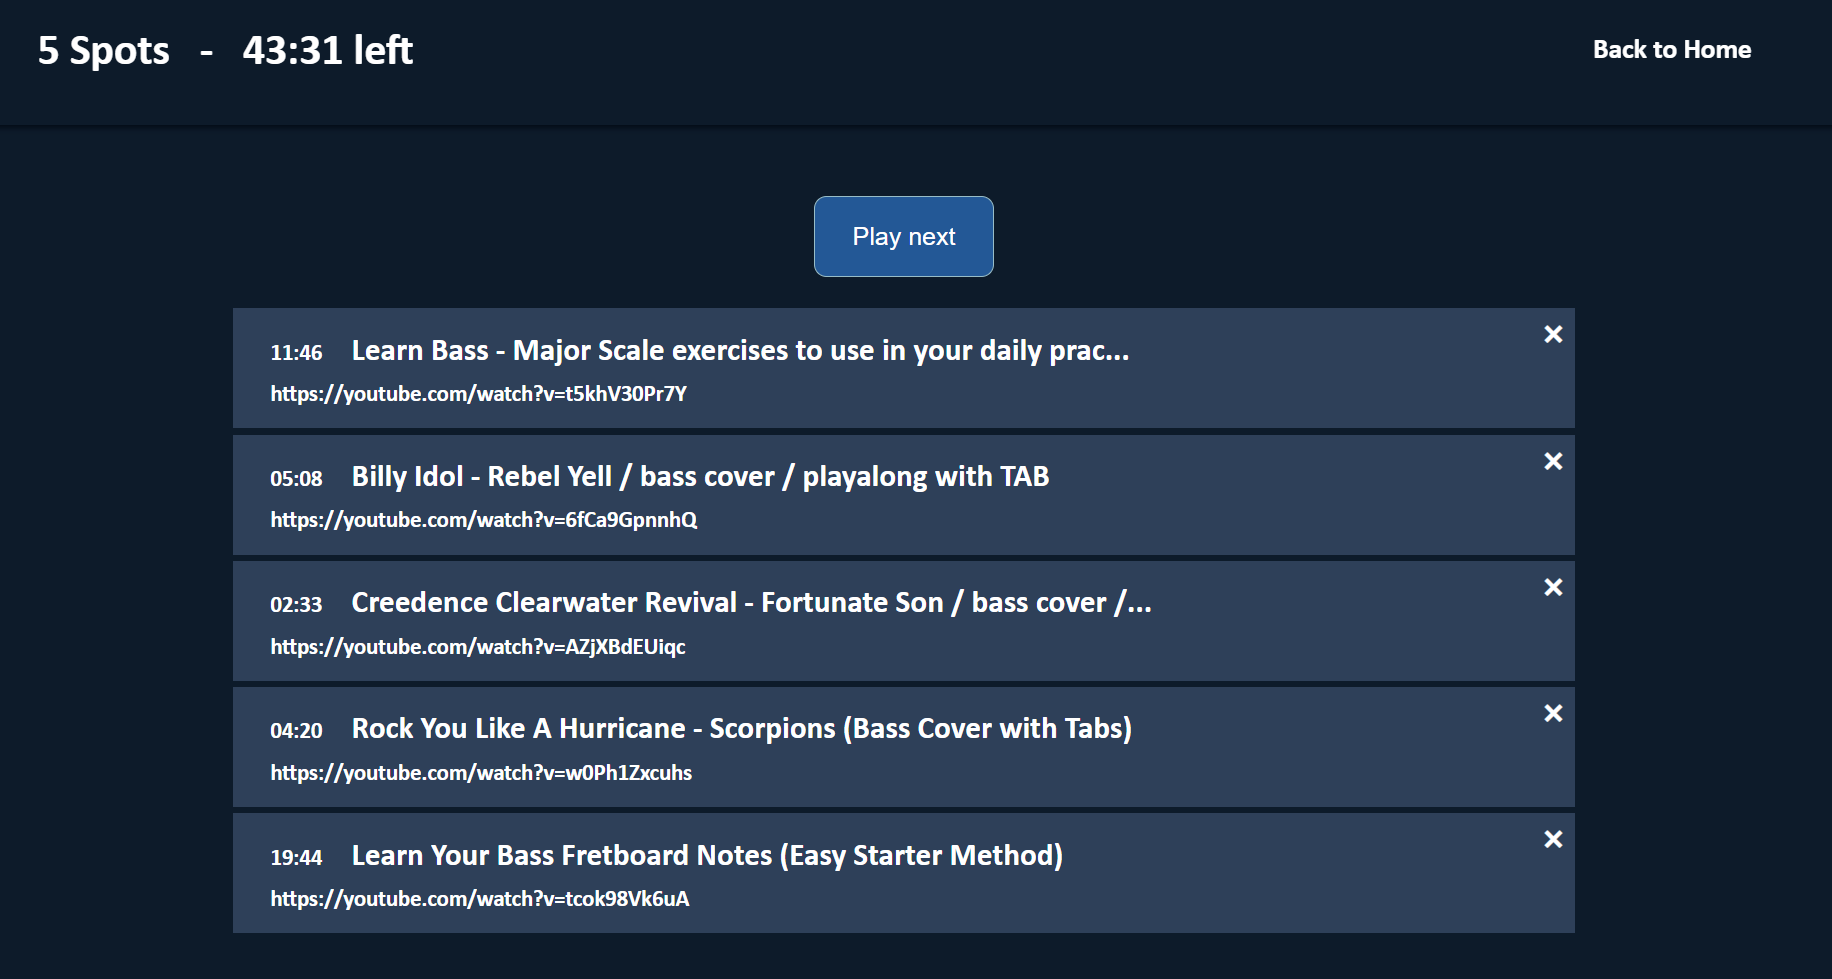 5 Spots - 43:31 left
Back to Home
Play next
11:46 Learn Bass - Major Scale exercises to use in your daily prac...
https://youtube.com/watch?v=t5khV30Pr7Y
05:08 Billy Idol - Rebel Yell / bass cover / playalong with TAB
https://youtube.com/watch?v=6fCa9GpnnhQ
02:33 Creedence Clearwater Revival - Fortunate Son / bass cover /...
https://youtube.com/watch?v=AZjXBdEUiqc
04:20 Rock You Like A Hurricane - Scorpions (Bass Cover with Tabs)
https://youtube.com/watch?v=w0Ph1Zxcuhs
19:44 Learn Your Bass Fretboard Notes (Easy Starter Method)
https://youtube.com/watch?v=tcok98Vk6uA